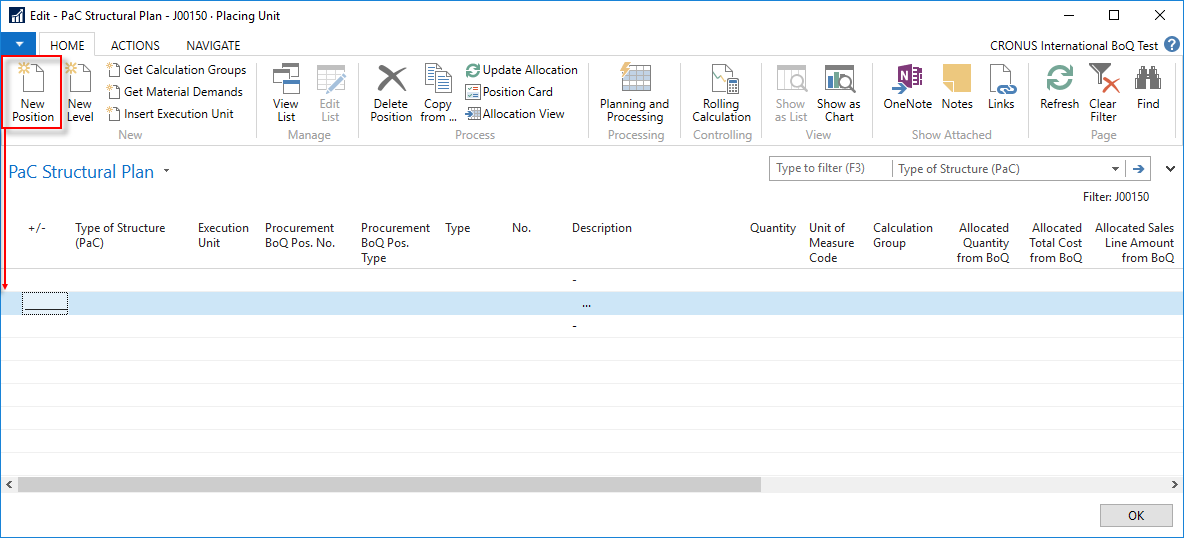 Edit - PaC Structural Plan - J00150 · Placing Unit
HOME ACTIONS NAVIGATE CRONUS International BoQ Test ?
New Position
New Level
Get Calculation Groups
Get Material Demands
Insert Execution Unit
New
View List
Edit List
Manage
Delete Position
Copy from ...
Update Allocation
Position Card
Allocation View
Process
Planning and Processing
Processing
Rolling Calculation
Controlling
Show as List
Show as Chart
View
OneNote
Notes
Links
Show Attached
Refresh
Clear Filter
Find
Page
PaC Structural Plan
Type to filter (F3) Type of Structure (PaC)
Filter: J00150
+/-
Type of Structure (PaC)
Execution Unit
Procurement BoQ Pos. No.
Procurement BoQ Pos. Type
Type
No.
Description
Quantity
Unit of Measure Code
Calculation Group
Allocated Quantity from BoQ
Allocated Total Cost from BoQ
Allocated Sales Line Amount from BoQ
-
...
-
OK